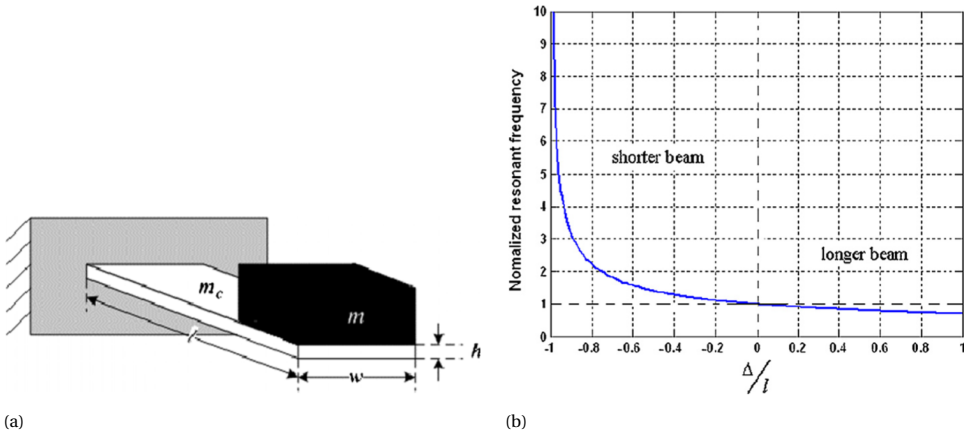 m_c
m
l
h
w
(a)
Nomalized resonant frequency
10
9
8
7
6
5
4
3
2
1
0
shorter beam
longer beam
-1 -0.8 -0.6 -0.4 -0.2 0 0.2 0.4 0.6 0.8 1
Δ/l
(b)